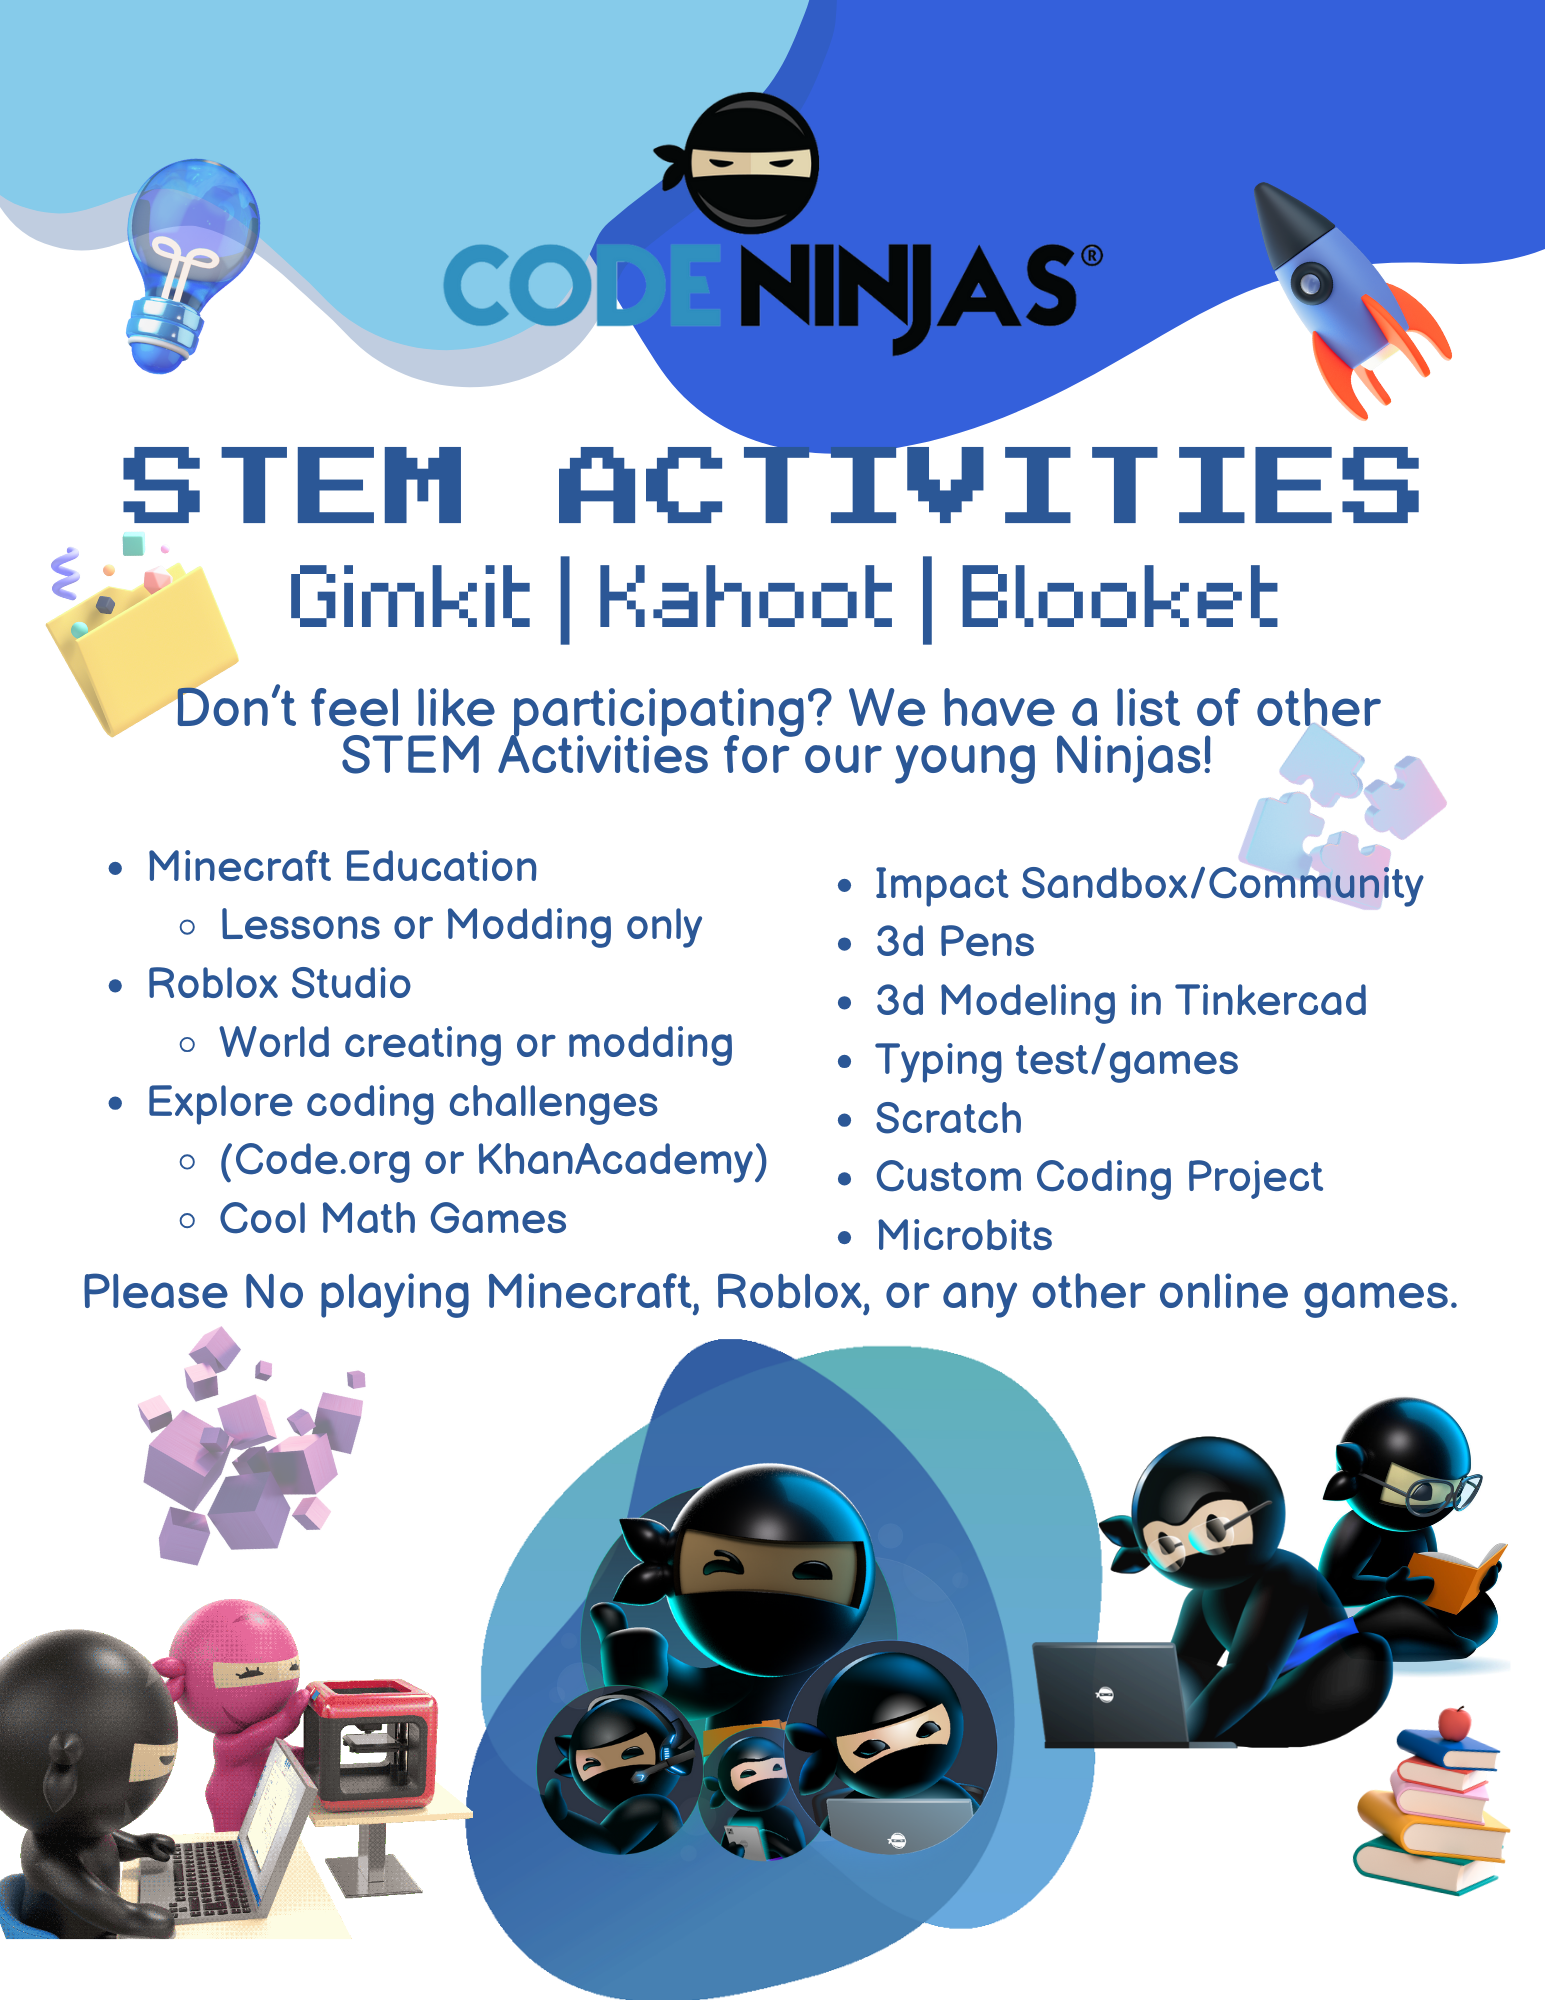 CODE NINJAS®
STEM ACTIVITIES
Gimkit | Kahoot | Blooket
Don't feel like participating? We have a list of other
STEM Activities for our young Ninjas!
• Minecraft Education
◦ Lessons or Modding only
• Roblox Studio
◦ World creating or modding
• Explore coding challenges
◦ (Code.org or KhanAcademy)
◦ Cool Math Games
• Impact Sandbox/Community
• 3d Pens
• 3d Modeling in Tinkercad
• Typing test/games
• Scratch
• Custom Coding Project
• Microbits
Please No playing Minecraft, Roblox, or any other online games.